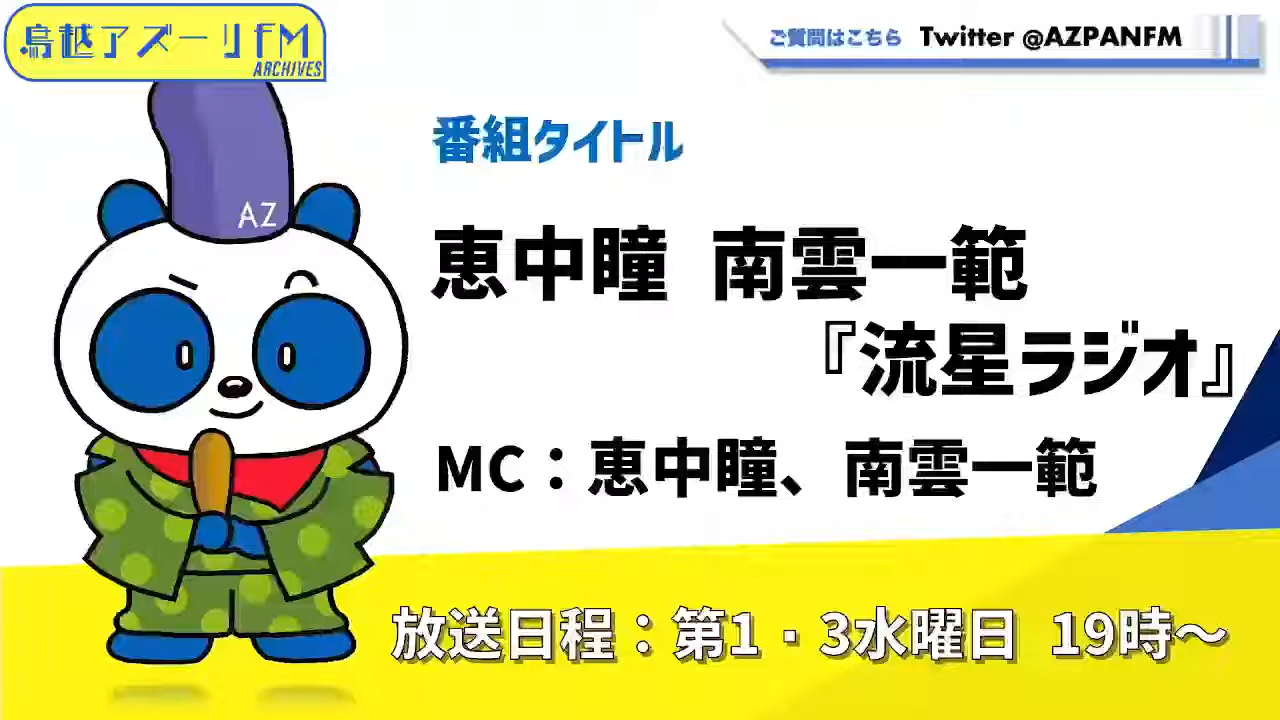 鳥越アズーリFM
ARCHIVES
ご質問はこちら Twitter @AZPANFM
AZ
番組タイトル
恵中瞳 南雲一範
『流星ラジオ』
MC：恵中瞳、南雲一範
放送日程：第1・3水曜日 19時～